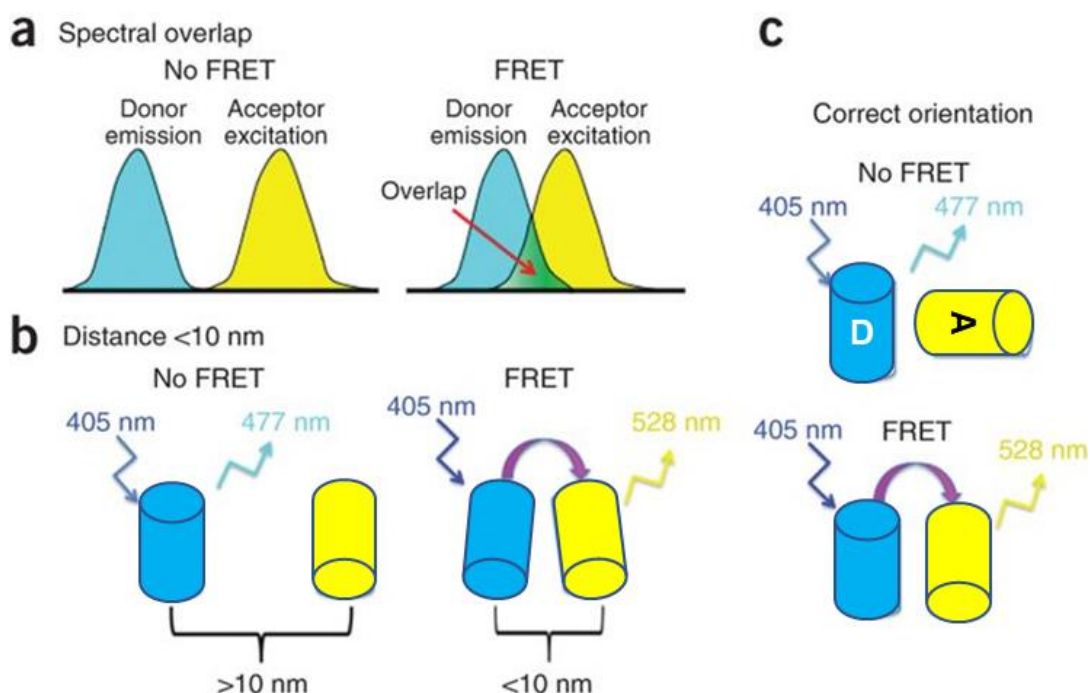 a Spectral overlap
No FRET
Donor
emission
Acceptor
excitation
FRET
Donor
emission
Acceptor
excitation
Overlap
b Distance <10 nm
No FRET
405 nm
477 nm
>10 nm
FRET
405 nm
528 nm
<10 nm
c
Correct orientation
No FRET
405 nm
477 nm
D
A
FRET
405 nm
528 nm